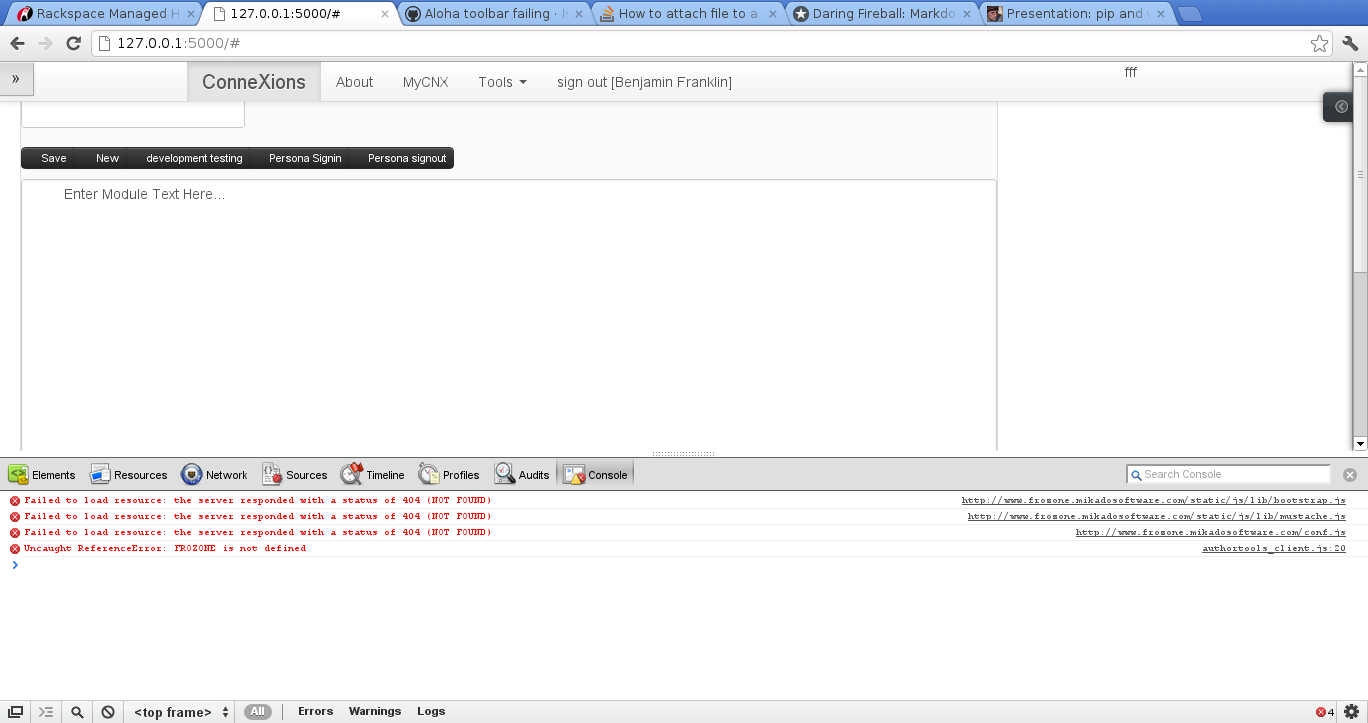 Rackspace Managed H
127.0.0.1:5000/#
Aloha toolbar failing · Is
How to attach file to a
Daring Fireball: Markdo
Presentation: pip and v
127.0.0.1:5000/#
»
ConneXions
About
MyCNX
Tools
sign out [Benjamin Franklin]
fff
Save
New
development testing
Persona Signin
Persona signout
Enter Module Text Here...
Elements
Resources
Network
Sources
Timeline
Profiles
Audits
Console
Search Console
Failed to load resource: the server responded with a status of 404 (NOT FOUND) http://www.frozone.mikadosoftware.com/static/js/lib/bootstrap.js
Failed to load resource: the server responded with a status of 404 (NOT FOUND) http://www.frozone.mikadosoftware.com/static/js/lib/mustache.js
Failed to load resource: the server responded with a status of 404 (NOT FOUND) http://www.frozone.mikadosoftware.com/conf.js
Uncaught ReferenceError: FROZONE is not defined authortools_client.js:20
<top frame>
All
Errors
Warnings
Logs
4